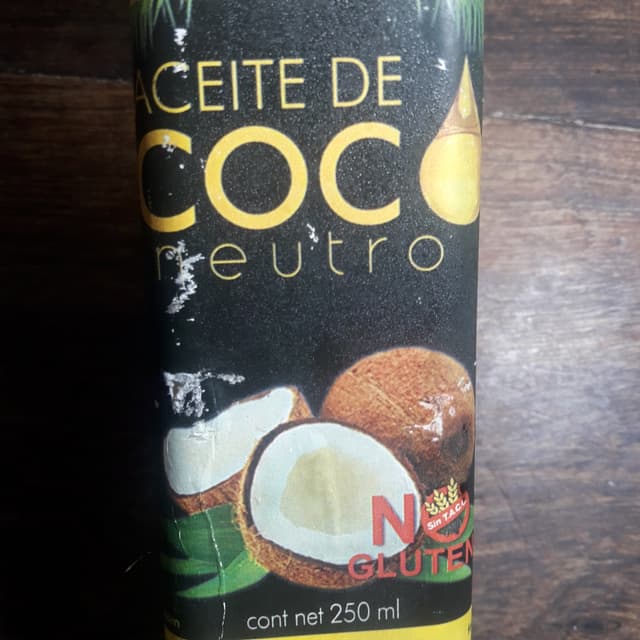 ACEITE DE
COCO
neutro
NO
Sin T.A.C.C.
GLUTEN
cont net 250 ml